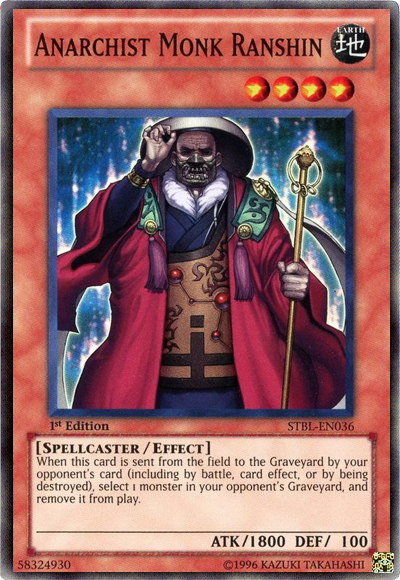 ANARCHIST MONK RANSHIN
EARTH
地
1st Edition
STBL-EN036
[SPELLCASTER/EFFECT]
When this card is sent from the field to the Graveyard by your
opponent's card (including by battle, card effect, or by being
destroyed), select 1 monster in your opponent's Graveyard, and
remove it from play.
ATK/1800 DEF/ 100
58324930
©1996 KAZUKI TAKAHASHI